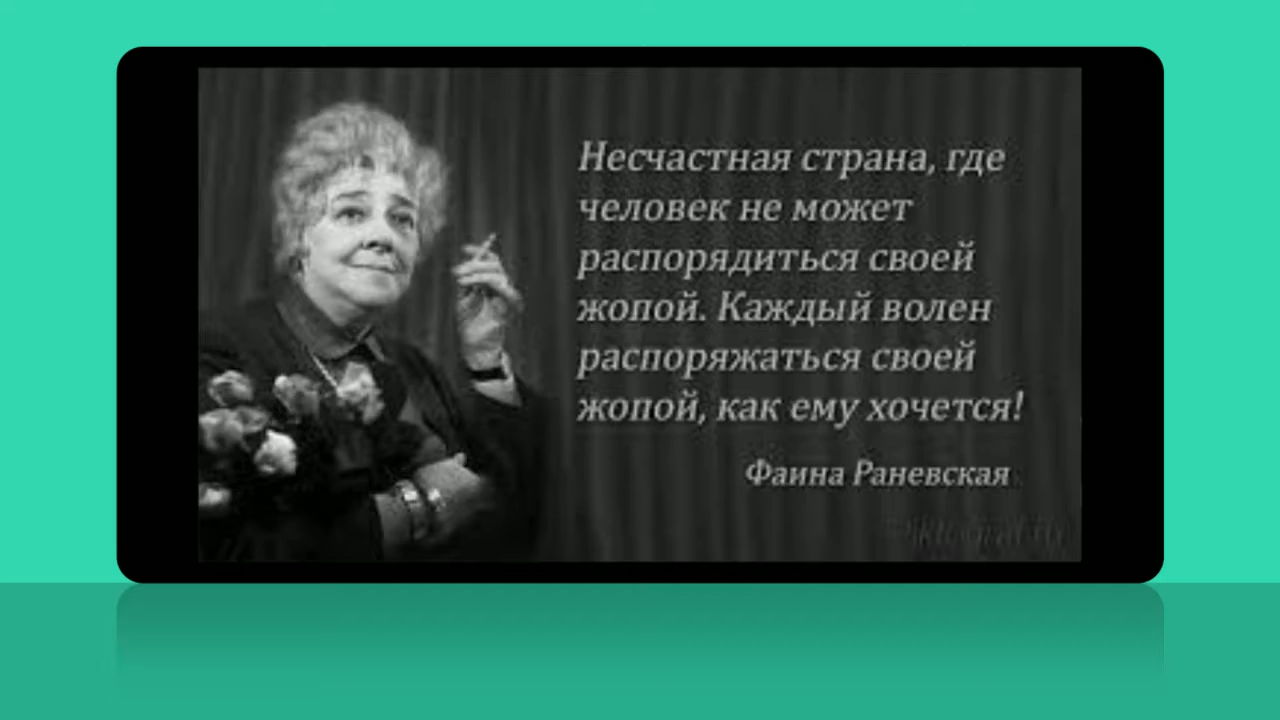 Несчастная страна, где
человек не может
распорядиться своей
жопой. Каждый волен
распоряжаться своей
жопой, как ему хочется!
Фаина Раневская